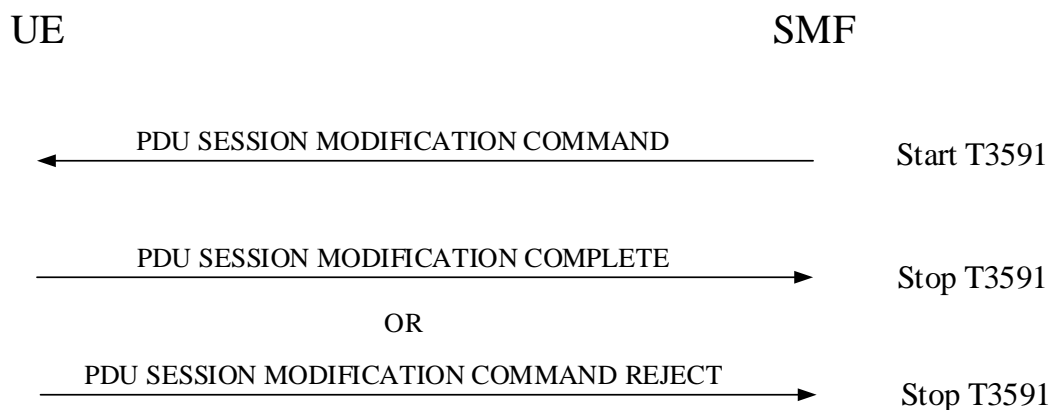 UE SMF
PDU SESSION MODIFICATION COMMAND Start T3591
PDU SESSION MODIFICATION COMPLETE Stop T3591
OR
PDU SESSION MODIFICATION COMMAND REJECT Stop T3591